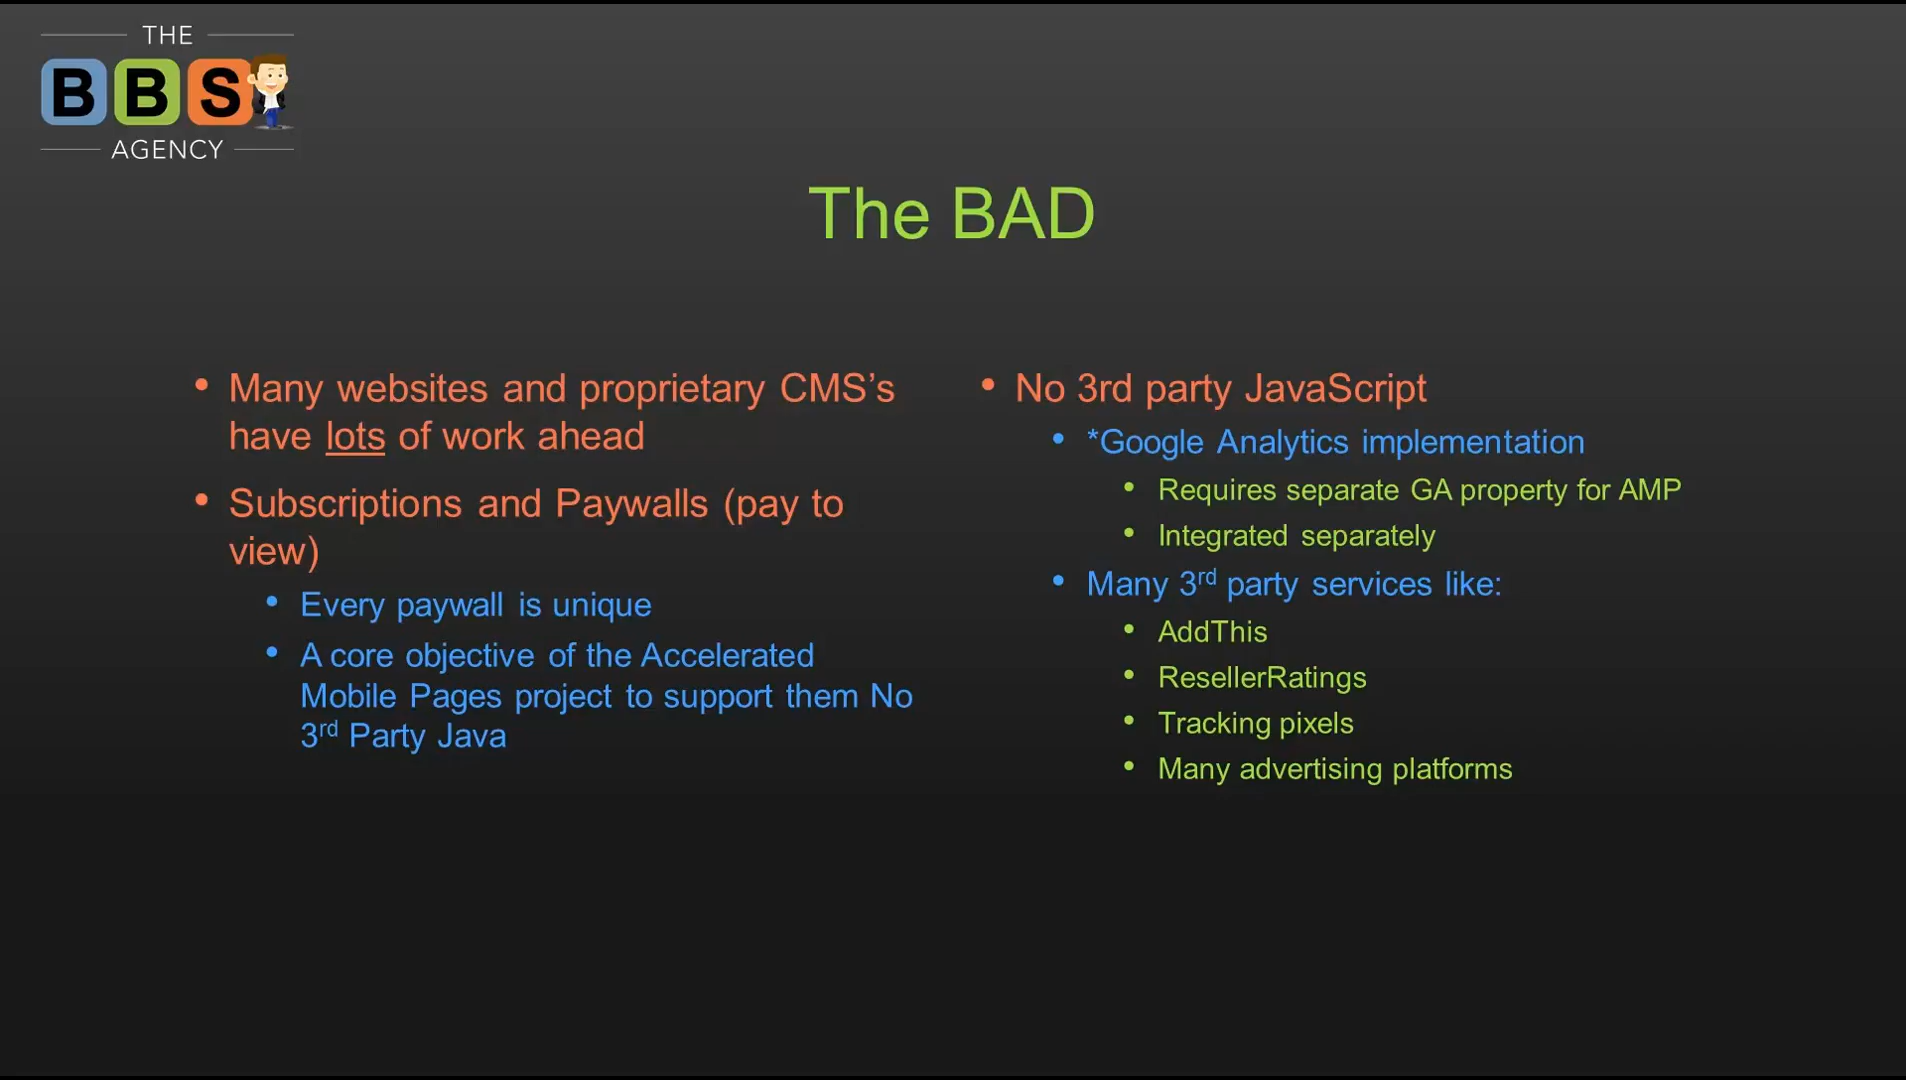 THE
BBS
AGENCY
The BAD
• Many websites and proprietary CMS’s
have lots of work ahead
• Subscriptions and Paywalls (pay to
view)
• Every paywall is unique
• A core objective of the Accelerated
Mobile Pages project to support them No
3rd Party Java
• No 3rd party JavaScript
• *Google Analytics implementation
• Requires separate GA property for AMP
• Integrated separately
• Many 3rd party services like:
• AddThis
• ResellerRatings
• Tracking pixels
• Many advertising platforms